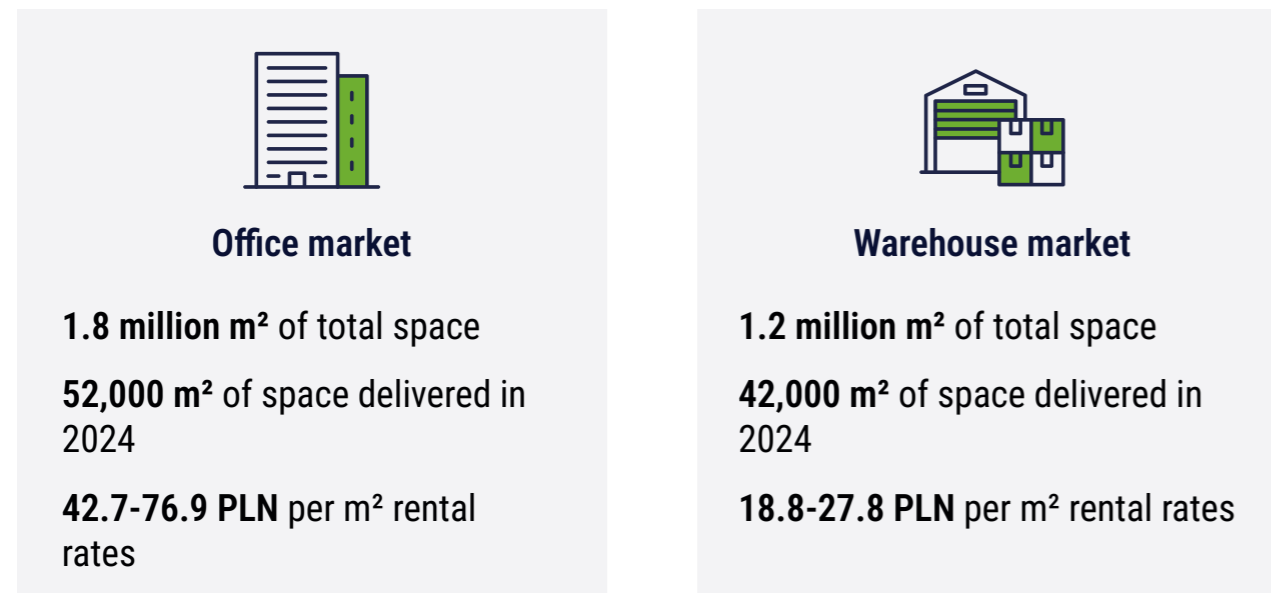 Office market
1.8 million m² of total space
52,000 m² of space delivered in
2024
42.7-76.9 PLN per m² rental
rates
Warehouse market
1.2 million m² of total space
42,000 m² of space delivered in
2024
18.8-27.8 PLN per m² rental rates